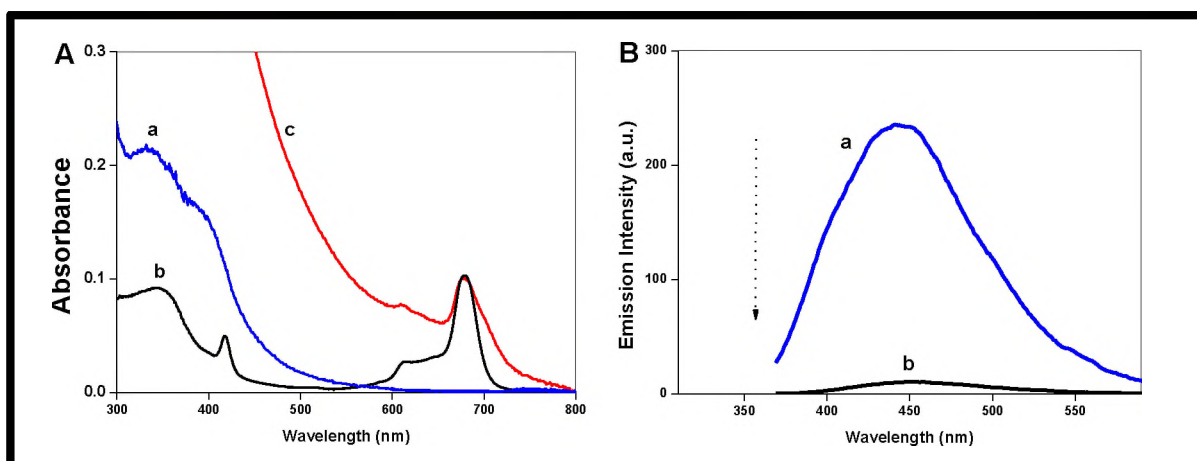 A
0.3
0.2
0.1
0.0
Absorbance
a
b
c
300 400 500 600 700 800
Wavelength (nm)
B
300
200
100
0
Emission Intensity (a.u.)
a
b
350 400 450 500 550
Wavelength (nm)